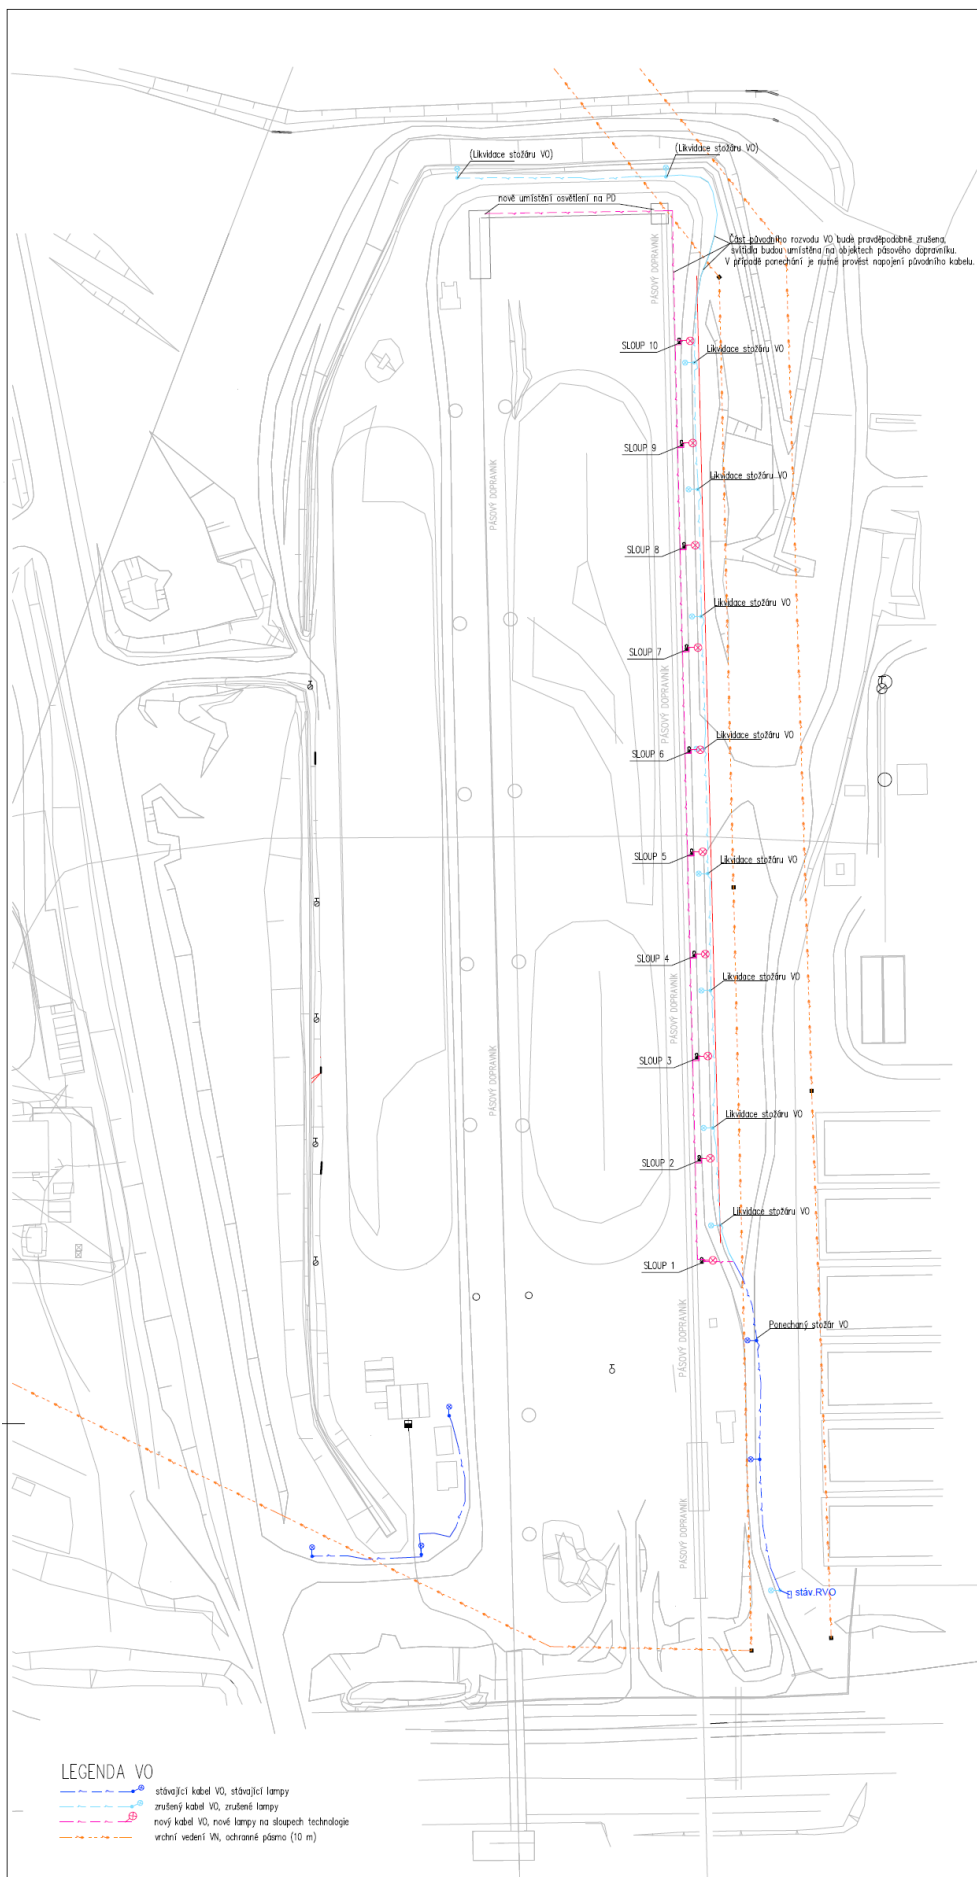 (Likvidace stožáru VO)
(Likvidace stožáru VO)
nově umístění osvětlení na PD
Část původního rozvodu VO bude pravděpodobně zrušena,
svítidla budou umístěna na objektech pásového dopravníku.
V případě ponechání je nutné provést napojení původního kabelu.
PÁSOVÝ DOPRAVNÍK
SLOUP 10
Likvidace stožáru VO
SLOUP 9
Likvidace stožáru VO
PÁSOVÝ DOPRAVNÍK
SLOUP 8
Likvidace stožáru VO
SLOUP 7
PÁSOVÝ DOPRAVNÍK
Likvidace stožáru VO
SLOUP 6
SLOUP 5
Likvidace stožáru VO
SLOUP 4
Likvidace stožáru VO
PÁSOVÝ DOPRAVNÍK
SLOUP 3
PÁSOVÝ DOPRAVNÍK
Likvidace stožáru VO
SLOUP 2
Likvidace stožáru VO
SLOUP 1
Ponechaný stožár VO
PÁSOVÝ DOPRAVNÍK
PÁSOVÝ DOPRAVNÍK
stáv.RVO
LEGENDA VO
stávající kabel VO, stávající lampy
zrušený kabel VO, zrušené lampy
nový kabel VO, nové lampy na sloupech technologie
vrchní vedení VN, ochranné pásmo (10 m)